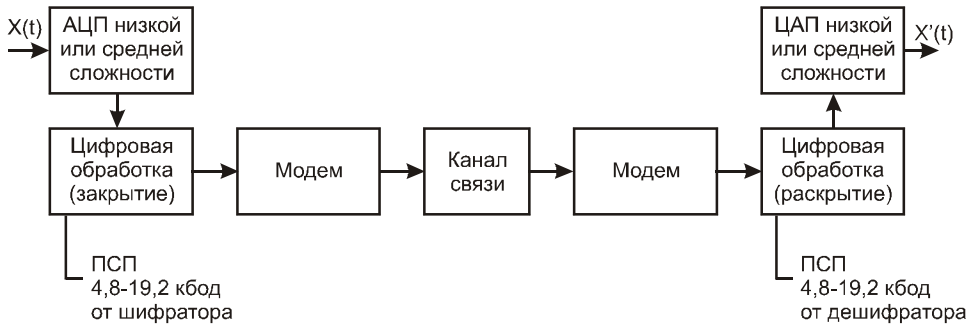 X(t)
АЦП низкой
или средней
сложности
ЦАП низкой
или средней
сложности
X’(t)
Цифровая
обработка
(закрытие)
Модем
Канал
связи
Модем
Цифровая
обработка
(раскрытие)
ПСП
4,8-19,2 кбод
от шифратора
ПСП
4,8-19,2 кбод
от дешифратора